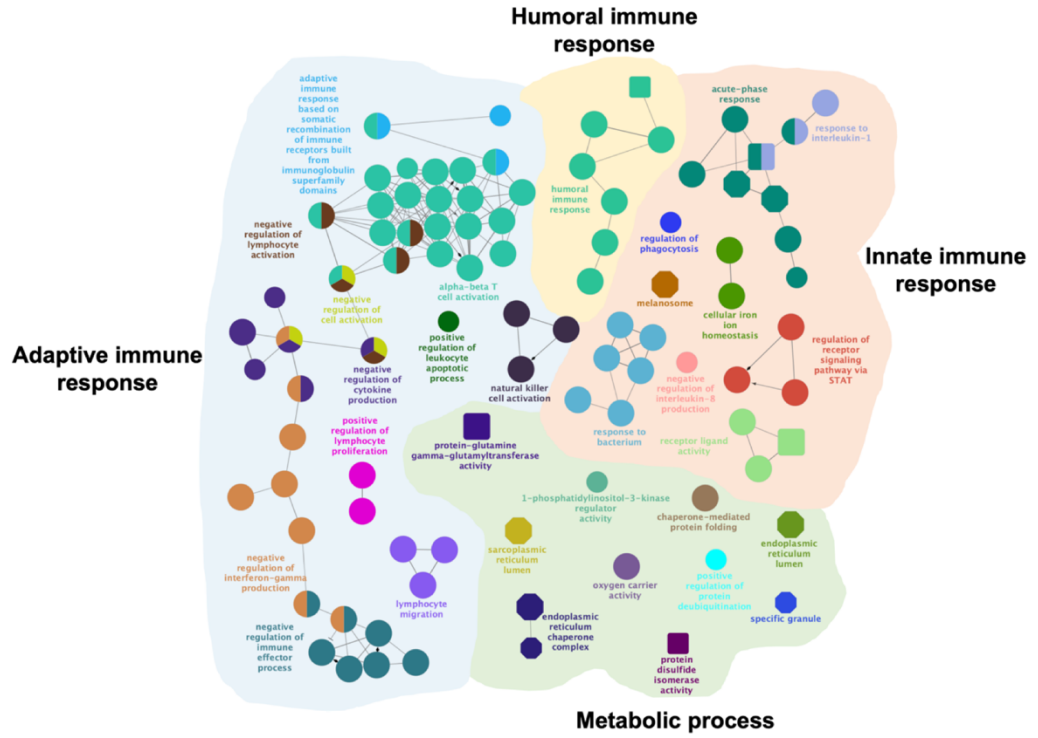 Humoral immune
response
adaptive
immune
response
based on
somatic
recombination
of immune
receptors built
from
immunoglobulin
superfamily
domains
acute-phase
response
response to
interleukin-1
humoral
immune
response
negative
regulation of
lymphocyte
activation
regulation of
phagocytosis
Innate immune
response
alpha-beta T
cell activation
melanosome
negative
regulation of
cell activation
cellular iron
ion
homeostasis
positive
regulation of
leukocyte
apoptotic
process
Adaptive immune
response
regulation of
receptor
signaling
pathway via
STAT
negative
regulation of
cytokine
production
natural killer
cell activation
negative
regulation of
interleukin-8
production
positive
regulation of
lymphocyte
proliferation
response to
bacterium
receptor ligand
activity
protein-glutamine
gamma-glutamyltransferase
activity
1-phosphatidylinositol-3-kinase
regulator
activity
chaperone-mediated
protein folding
sarcoplasmic
reticulum
lumen
endoplasmic
reticulum
lumen
negative
regulation of
interferon-gamma
production
oxygen carrier
activity
positive
regulation of
protein
deubiquitination
lymphocyte
migration
endoplasmic
reticulum
chaperone
complex
specific granule
negative
regulation of
immune
effector
process
protein
disulfide
isomerase
activity
Metabolic process